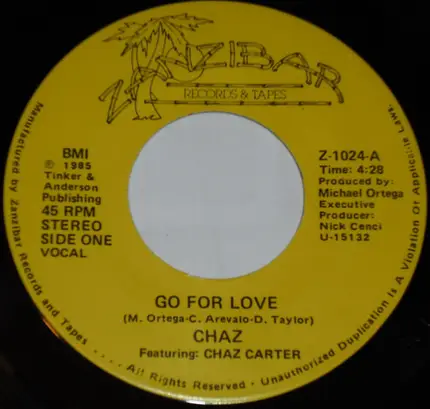 ZANZIBAR
RECORDS & TAPES
BMI
℗ 1985
Tinker &
Anderson
Publishing
45 RPM
STEREO
SIDE ONE
VOCAL
Z-1024-A
Time: 4:28
Produced by:
Michael Ortega
Executive
Producer:
Nick Cenci
U-15132
GO FOR LOVE
(M. Ortega-C. Arevalo-D. Taylor)
CHAZ
Featuring: CHAZ CARTER
Manufactured by Zanzibar Records and Tapes .... All Rights Reserved - Unauthorized Duplication Is A Violation Of Applicable Laws.